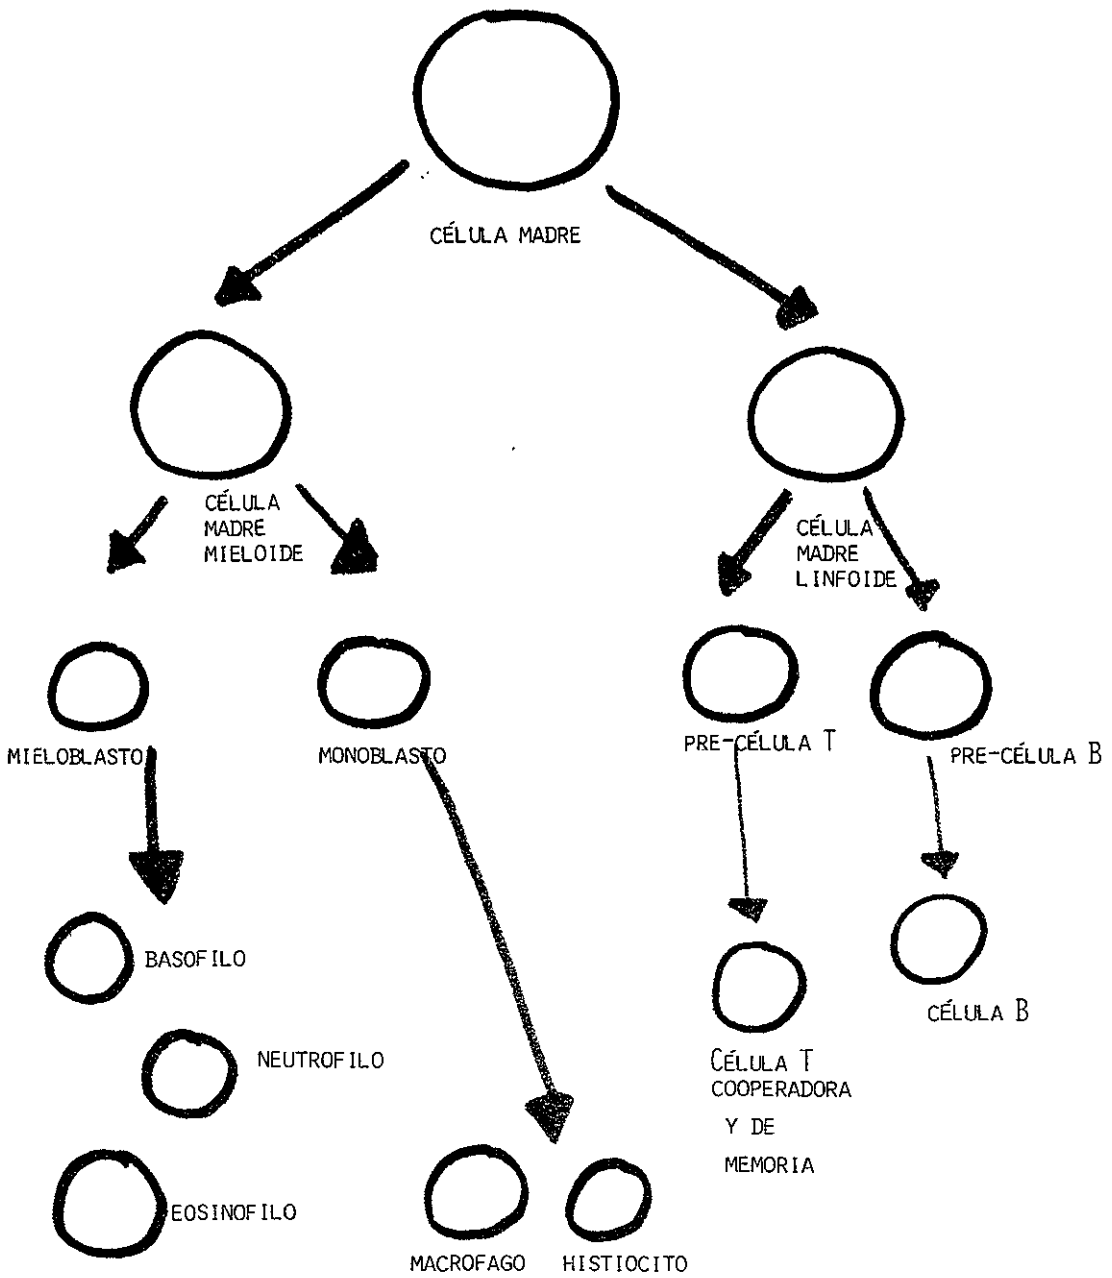 CÉLULA MADRE
CÉLULA
MADRE
MIELOIDE
CÉLULA
MADRE
LINFOIDE
MIELOBLASTO
MONOBLASTO
PRE-CÉLULA T
PRE-CÉLULA B
BASOFILO
NEUTROFILO
EOSINOFILO
MACROFAGO
HISTIOCITO
CÉLULA T
COOPERADORA
Y DE
MEMORIA
CÉLULA B